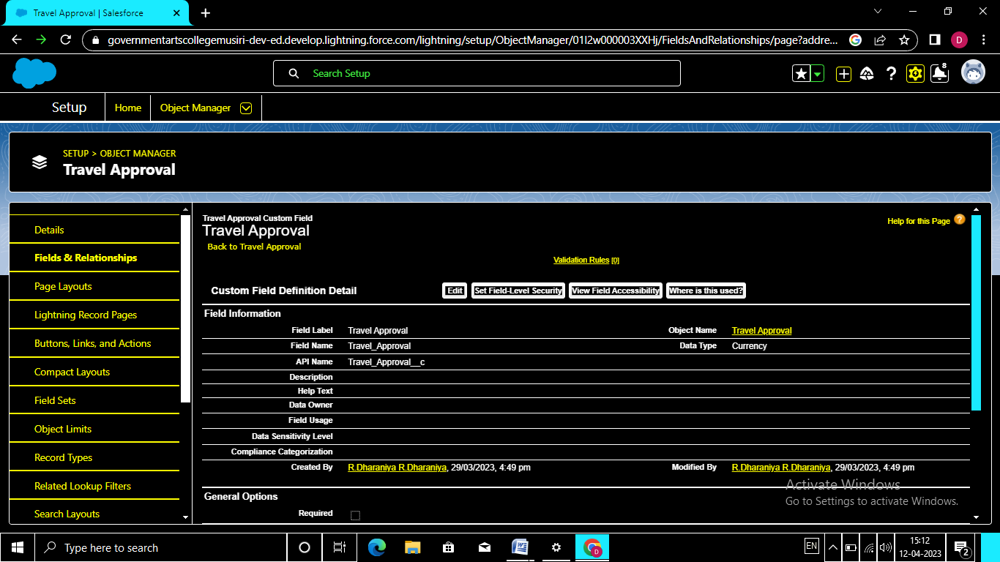 Travel Approval | Salesforce
governmentartscollegemusiri-dev-ed.develop.lightning.force.com/lightning/setup/ObjectManager/01I2w000003XXHj/FieldsAndRelationships/page?addre...
D
Search Setup
8
Setup
Home
Object Manager
SETUP > OBJECT MANAGER
Travel Approval
Details
Fields & Relationships
Page Layouts
Lightning Record Pages
Buttons, Links, and Actions
Compact Layouts
Field Sets
Object Limits
Record Types
Related Lookup Filters
Search Layouts
Travel Approval Custom Field
Travel Approval
Back to Travel Approval
Help for this Page
Validation Rules [0]
Custom Field Definition Detail
Edit Set Field-Level Security View Field Accessibility Where is this used?
Field Information
Field Label Travel Approval Object Name Travel Approval
Field Name Travel_Approval Data Type Currency
API Name Travel_Approval__c
Description
Help Text
Data Owner
Field Usage
Data Sensitivity Level
Compliance Categorization
Created By R.Dharaniya R.Dharaniya, 29/03/2023, 4:49 pm Modified By R.Dharaniya R.Dharaniya, 29/03/2023, 4:49 pm
General Options
Required
Activate Windows
Go to Settings to activate Windows.
Type here to search
D
EN
15:12
12-04-2023
2